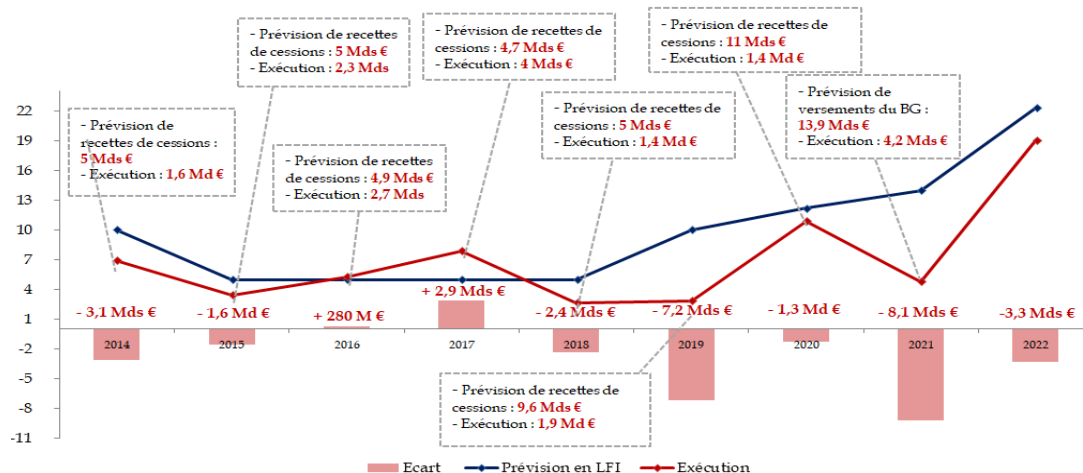 - Prévision de
recettes de cessions :
5 Mds €
- Exécution : 1,6 Md €
- Prévision de recettes
de cessions : 5 Mds €
- Exécution : 2,3 Mds
- Prévision de recettes
de cessions : 4,9 Mds €
- Exécution : 2,7 Mds
- Prévision de recettes de
cessions : 4,7 Mds €
- Exécution : 4 Mds €
- Prévision de recettes de
cessions : 5 Mds €
- Exécution : 1,4 Md €
- Prévision de recettes de
cessions : 11 Mds €
- Exécution : 1,4 Md €
- Prévision de
versements du BG :
13,9 Mds €
- Exécution : 4,2 Mds €
22
19
16
13
10
7
4
1
-2
-5
-8
-11
- 3,1 Mds €
- 1,6 Md €
+ 280 M €
+ 2,9 Mds €
- 2,4 Mds €
- 7,2 Mds €
- 1,3 Md €
- 8,1 Mds €
-3,3 Mds €
2014
2015
2016
2017
2018
2019
2020
2021
2022
- Prévision de recettes de
cessions : 9,6 Mds €
- Exécution : 1,9 Md €
Ecart
Prévision en LFI
Exécution